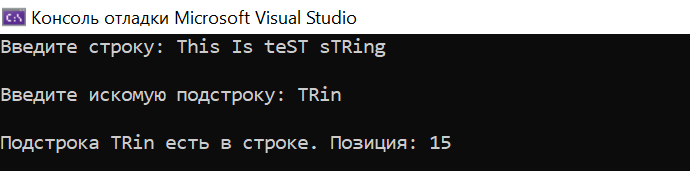 Консоль отладки Microsoft Visual Studio
Введите строку: This Is teST sTRing
Введите искомую подстроку: TRin
Подстрока TRin есть в строке. Позиция: 15